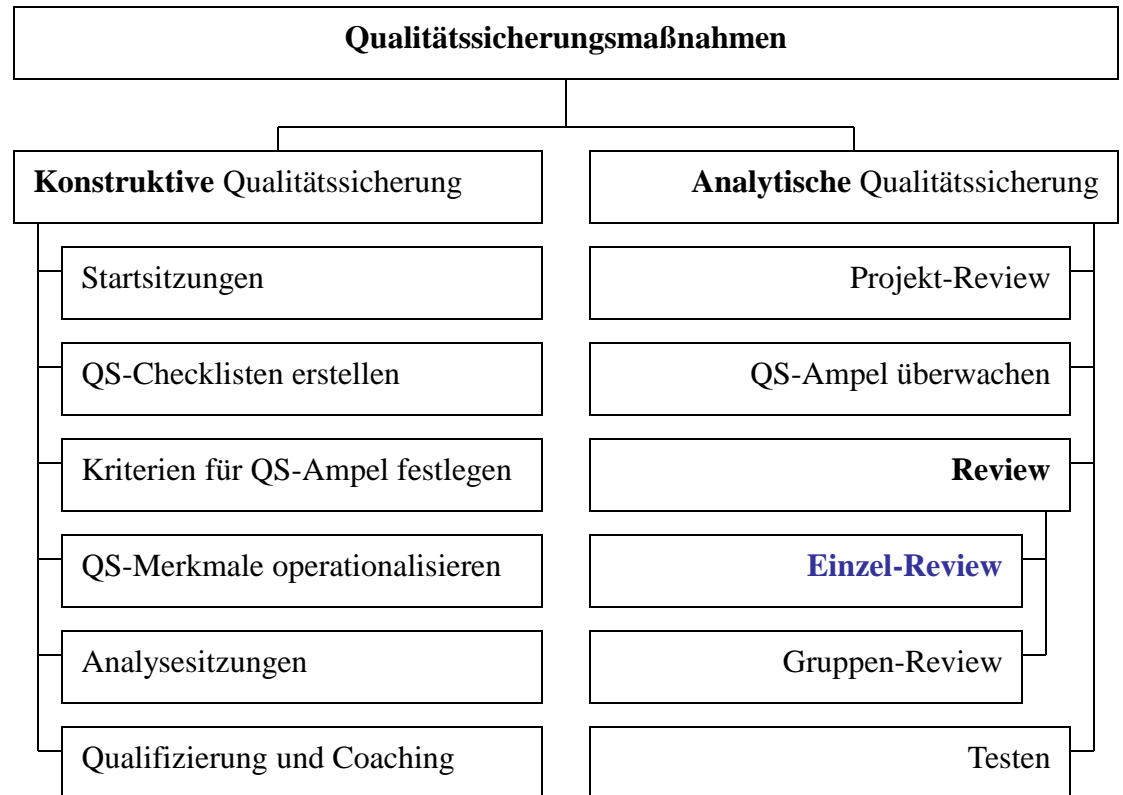 Qualitätssicherungsmaßnahmen
Konstruktive Qualitätssicherung
Startsitzungen
QS-Checklisten erstellen
Kriterien für QS-Ampel festlegen
QS-Merkmale operationalisieren
Analysesitzungen
Qualifizierung und Coaching
Analytische Qualitätssicherung
Projekt-Review
QS-Ampel überwachen
Review
Einzel-Review
Gruppen-Review
Testen